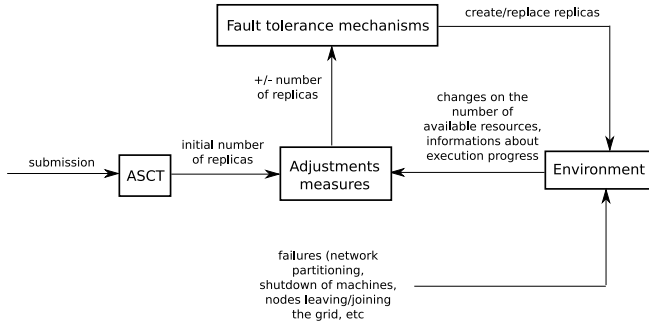 create/replace replicas
Fault tolerance mechanisms
+/- number
of replicas
changes on the
number of
available resources,
informations about
execution progress
initial number
of replicas
submission
ASCT
Adjustments
measures
Environment
failures (network
partitioning,
shutdown of machines,
nodes leaving/joining
the grid, etc